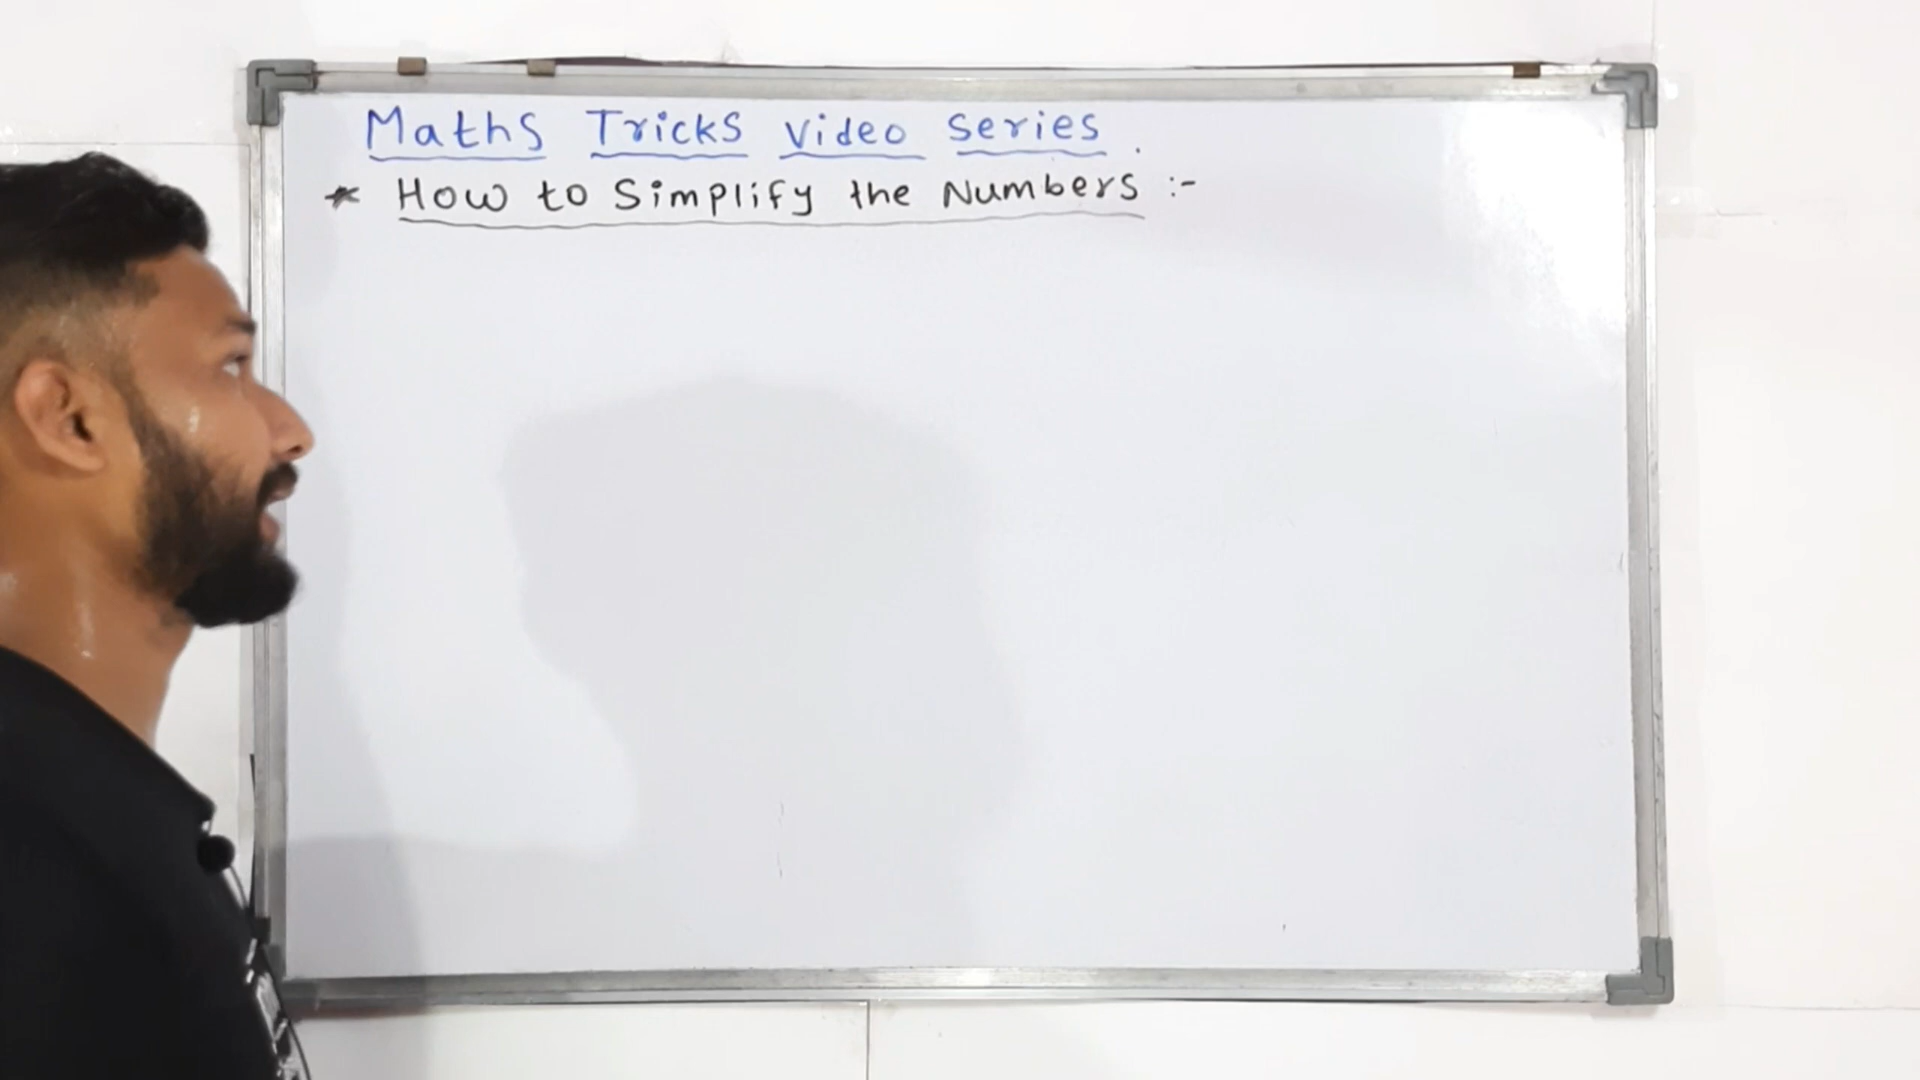 Maths Tricks video series.
* How to Simplify the Numbers :-